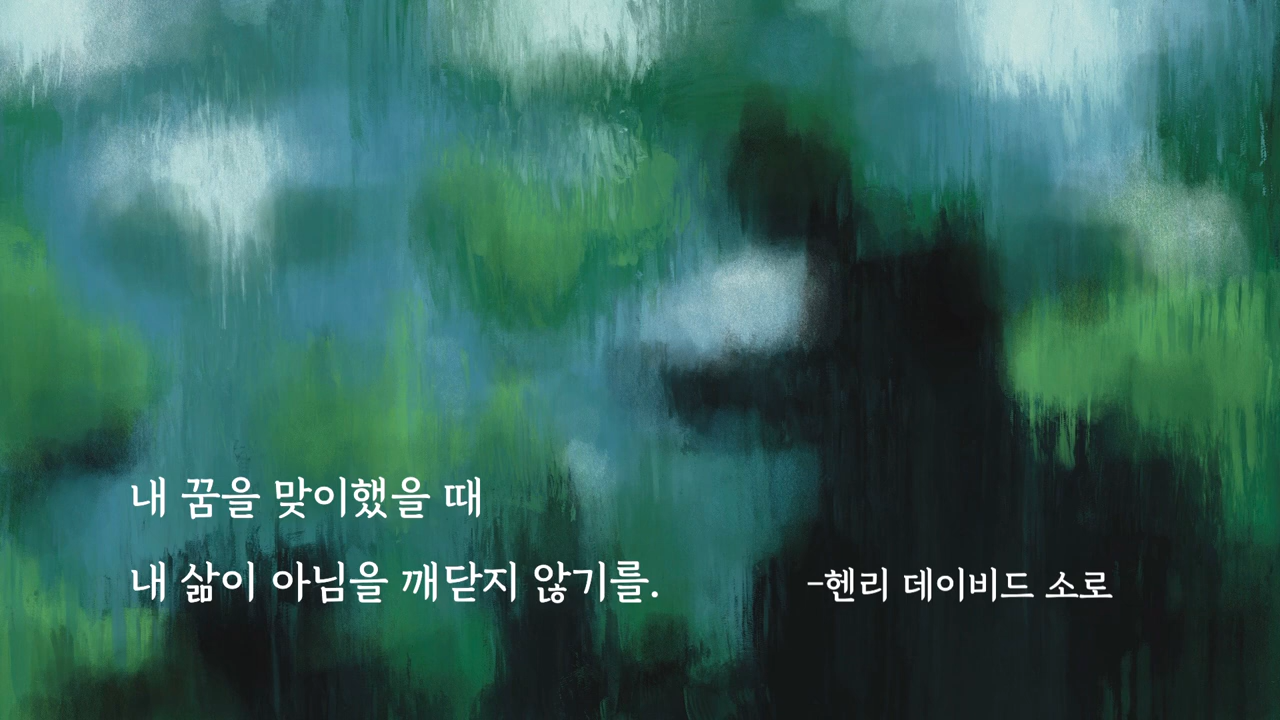 내 꿈을 맞이했을 때
내 삶이 아님을 깨닫지 않기를.
-헨리 데이비드 소로